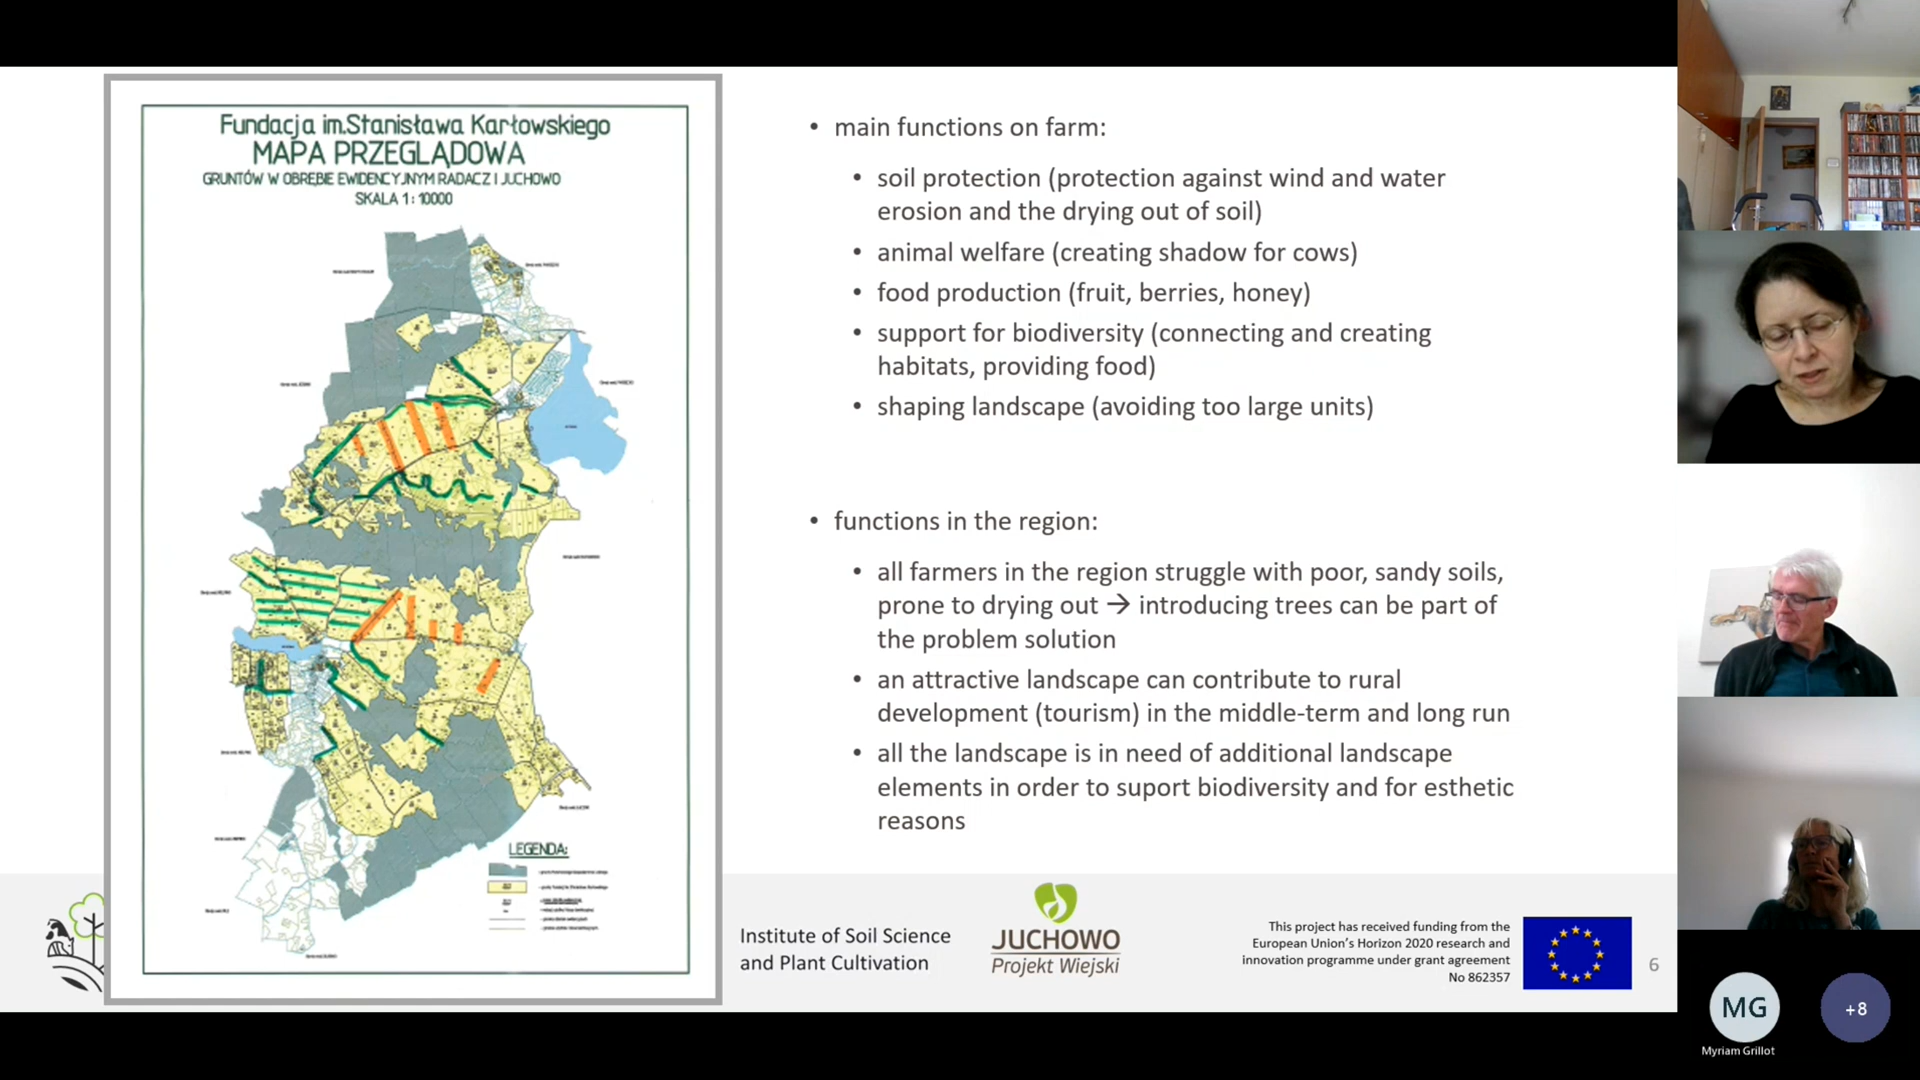 Fundacja im.Stanisława Karłowskiego
MAPA PRZEGLĄDOWA
GRUNTÓW W OBRĘBIE EWIDENCYJNYM RADACZ I JUCHOWO
SKALA 1 : 10000
LEGENDA:
• main functions on farm:
• soil protection (protection against wind and water
erosion and the drying out of soil)
• animal welfare (creating shadow for cows)
• food production (fruit, berries, honey)
• support for biodiversity (connecting and creating
habitats, providing food)
• shaping landscape (avoiding too large units)
• functions in the region:
• all farmers in the region struggle with poor, sandy soils,
prone to drying out → introducing trees can be part of
the problem solution
• an attractive landscape can contribute to rural
development (tourism) in the middle-term and long run
• all the landscape is in need of additional landscape
elements in order to suport biodiversity and for esthetic
reasons
Institute of Soil Science
and Plant Cultivation
JUCHOWO
Projekt Wiejski
This project has received funding from the
European Union's Horizon 2020 research and
innovation programme under grant agreement
No 862357
6
MG
+8
Myriam Grillot